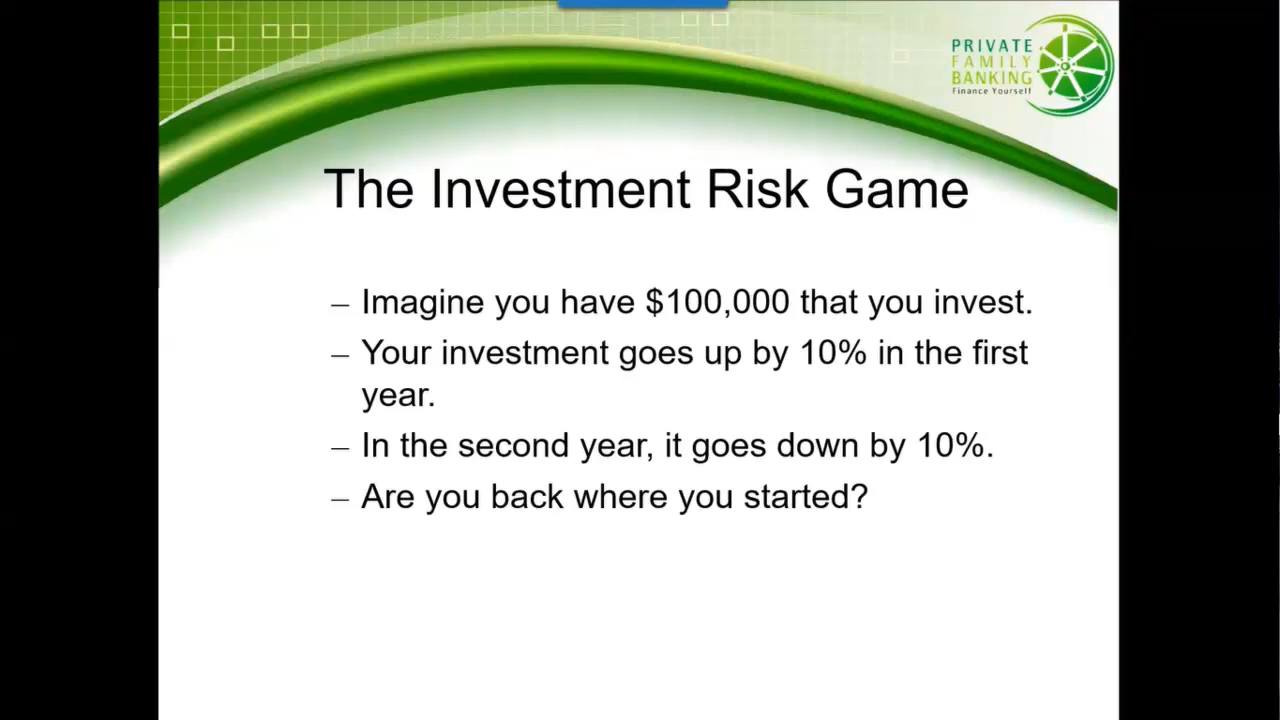 PRIVATE
FAMILY
BANKING
Finance Yourself
The Investment Risk Game
– Imagine you have $100,000 that you invest.
– Your investment goes up by 10% in the first
year.
– In the second year, it goes down by 10%.
– Are you back where you started?